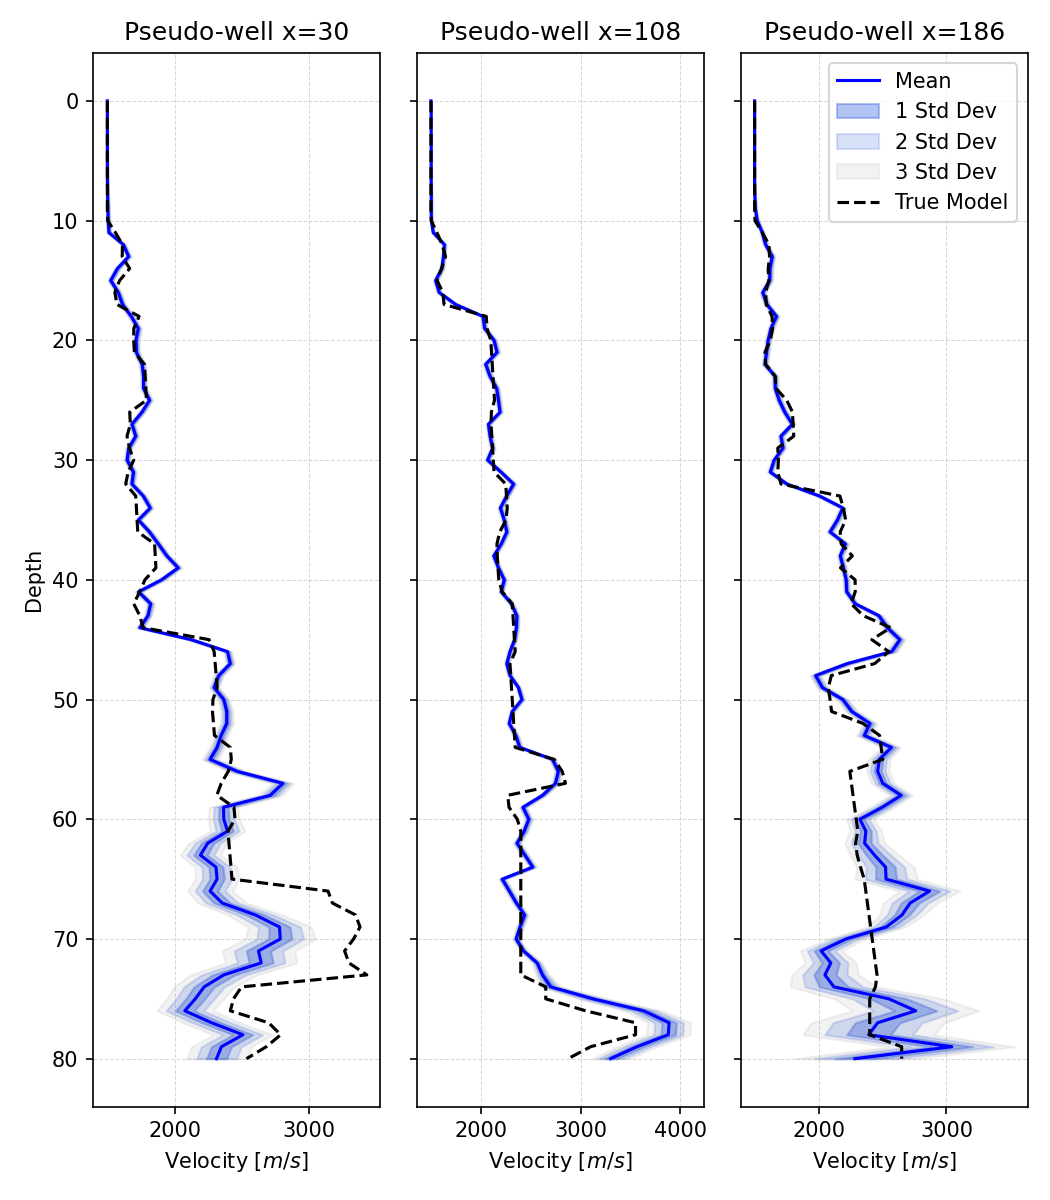 Pseudo-well x=30
Pseudo-well x=108
Pseudo-well x=186
Mean
1 Std Dev
2 Std Dev
3 Std Dev
True Model
0
10
20
30
40
50
60
70
80
Depth
2000
3000
2000
3000
4000
2000
3000
Velocity [m/s]
Velocity [m/s]
Velocity [m/s]